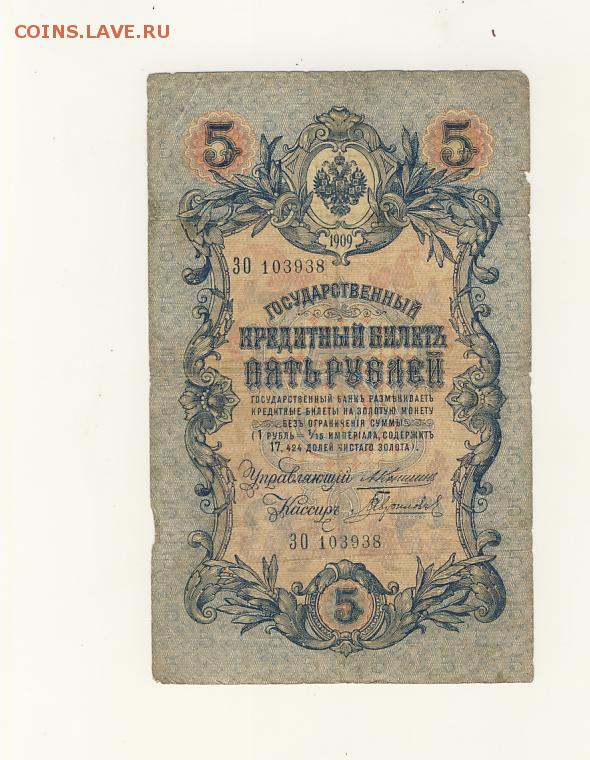 COINS.LAVE.RU
5 5
1909
ЗО 103938
ГОСУДАРСТВЕННЫЙ
КРЕДИТНЫЙ БИЛЕТЪ
ПЯТЬ РУБЛЕЙ
ГОСУДАРСТВЕННЫЙ БАНКЪ РАЗМѢНИВАЕТЪ
КРЕДИТНЫЕ БИЛЕТЫ НА ЗОЛОТУЮ МОНЕТУ
БЕЗЪ ОГРАНИЧЕНІЯ СУММЫ
(1 РУБЛЬ = 1/15 ИМПЕРІАЛА, СОДЕРЖИТЪ
17,424 ДОЛЕЙ ЧИСТАГО ЗОЛОТА).
Управляющій
Кассиръ
ЗО 103938
5